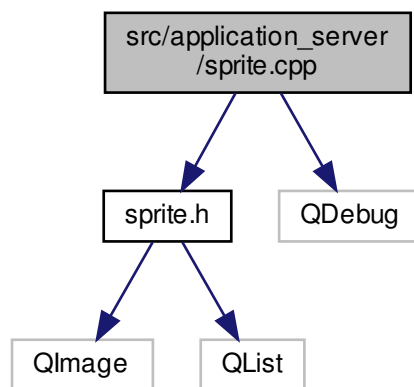 src/application_server
/sprite.cpp
sprite.h
QDebug
QImage
QList